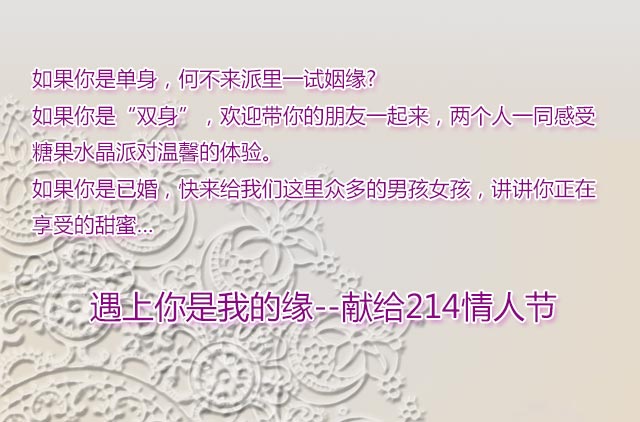 如果你是单身，何不来派里一试姻缘?
如果你是“双身”，欢迎带你的朋友一起来，两个人一同感受
糖果水晶派对温馨的体验。
如果你是已婚，快来给我们这里众多的男孩女孩，讲讲你正在
享受的甜蜜...
遇上你是我的缘--献给214情人节